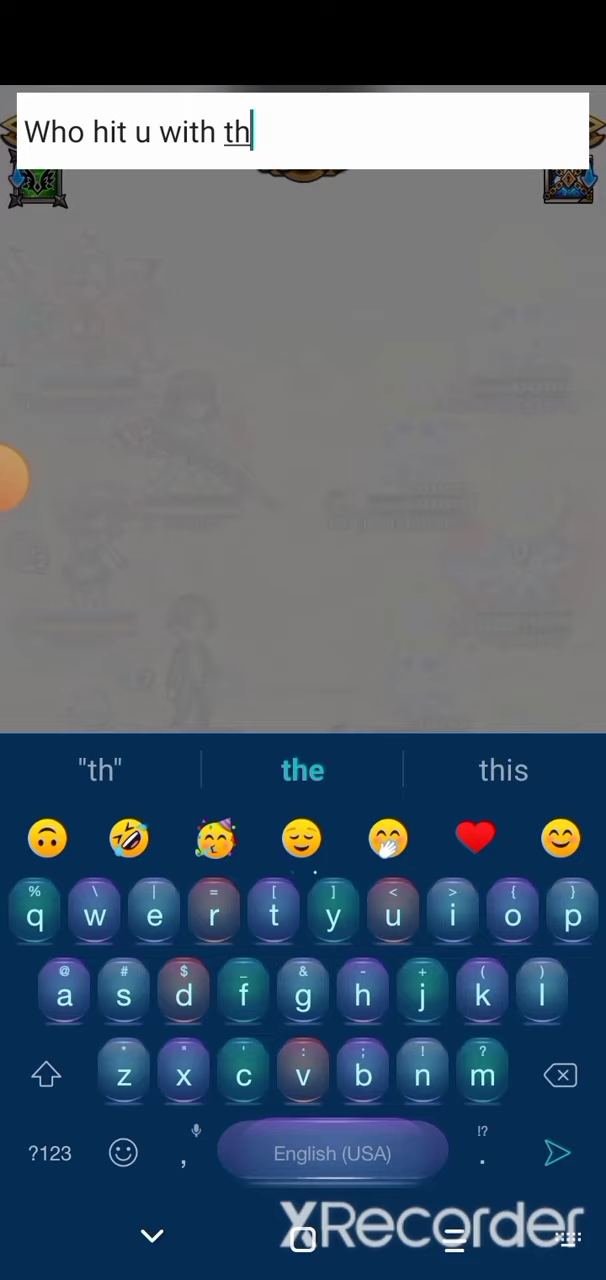 Who hit u with th
"th" the this
% \ | = [ ] < > { }
q w e r t y u i o p
@ # $ _ & - + ( )
a s d f g h j k l
* " ' : ; ! ?
z x c v b n m
!?
?123 , English (USA) .
XRecorder